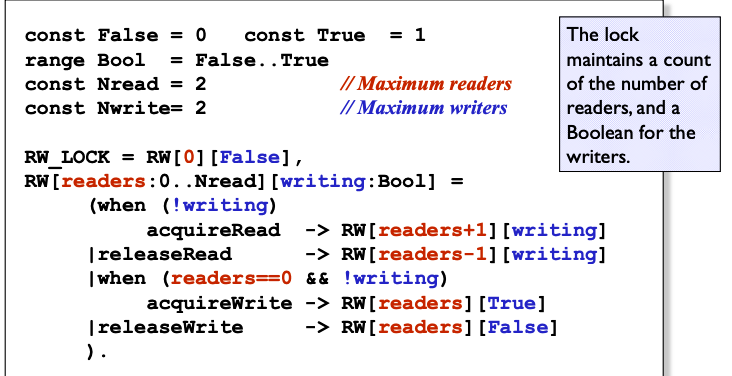 const False = 0   const True  = 1
range Bool  = False..True
const Nread = 2           // Maximum readers
const Nwrite= 2           // Maximum writers
RW_LOCK = RW[0][False],
RW[readers:0..Nread][writing:Bool] =
(when (!writing)
acquireRead  -> RW[readers+1][writing]
|releaseRead      -> RW[readers-1][writing]
|when (readers==0 && !writing)
acquireWrite -> RW[readers][True]
|releaseWrite     -> RW[readers][False]
).
The lock
maintains a count
of the number of
readers, and a
Boolean for the
writers.